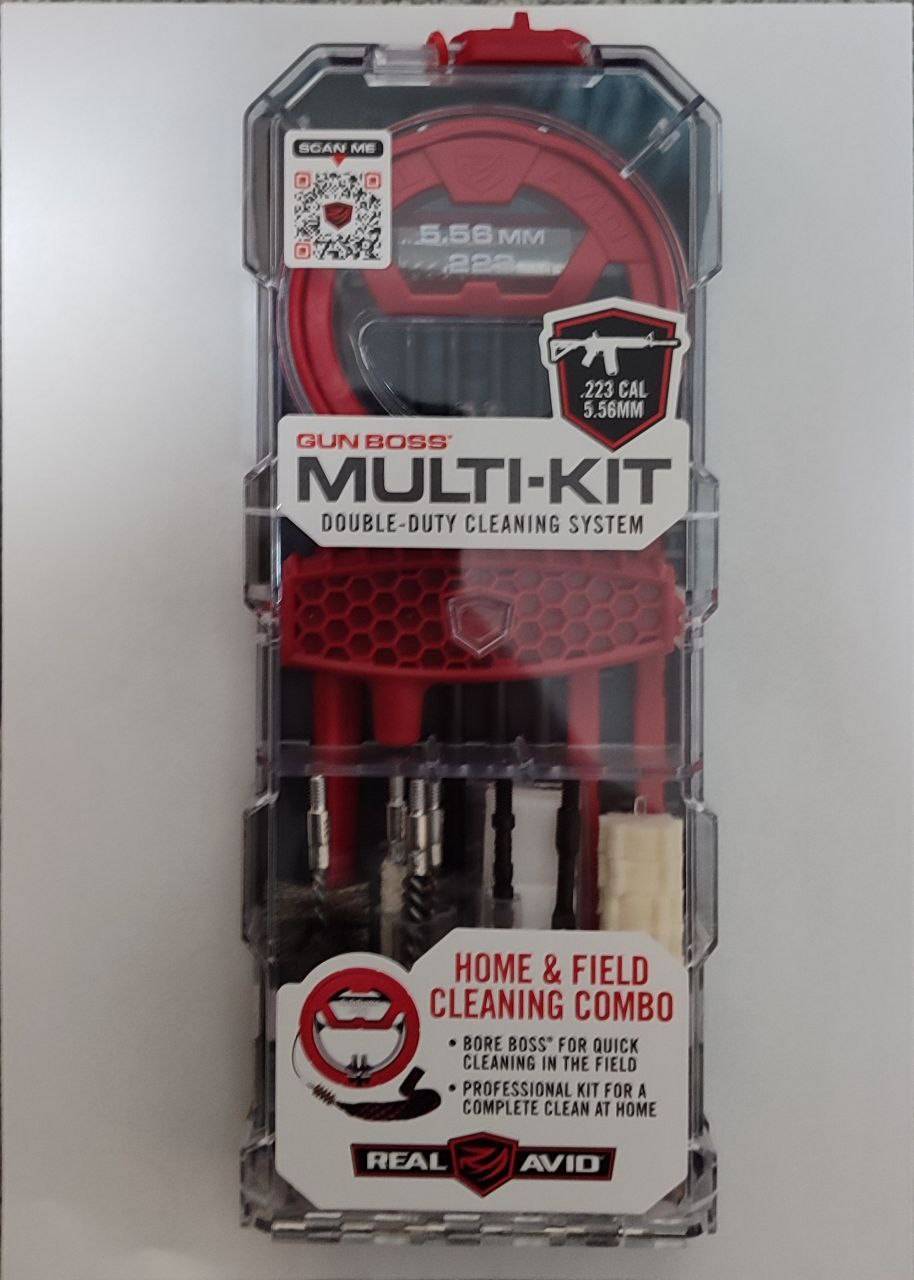 SCAN ME
5.56 MM
.223
.223 CAL
5.56MM
GUN BOSS®
MULTI-KIT
DOUBLE-DUTY CLEANING SYSTEM
HOME & FIELD
CLEANING COMBO
• BORE BOSS® FOR QUICK
CLEANING IN THE FIELD
• PROFESSIONAL KIT FOR A
COMPLETE CLEAN AT HOME
REAL AVID®